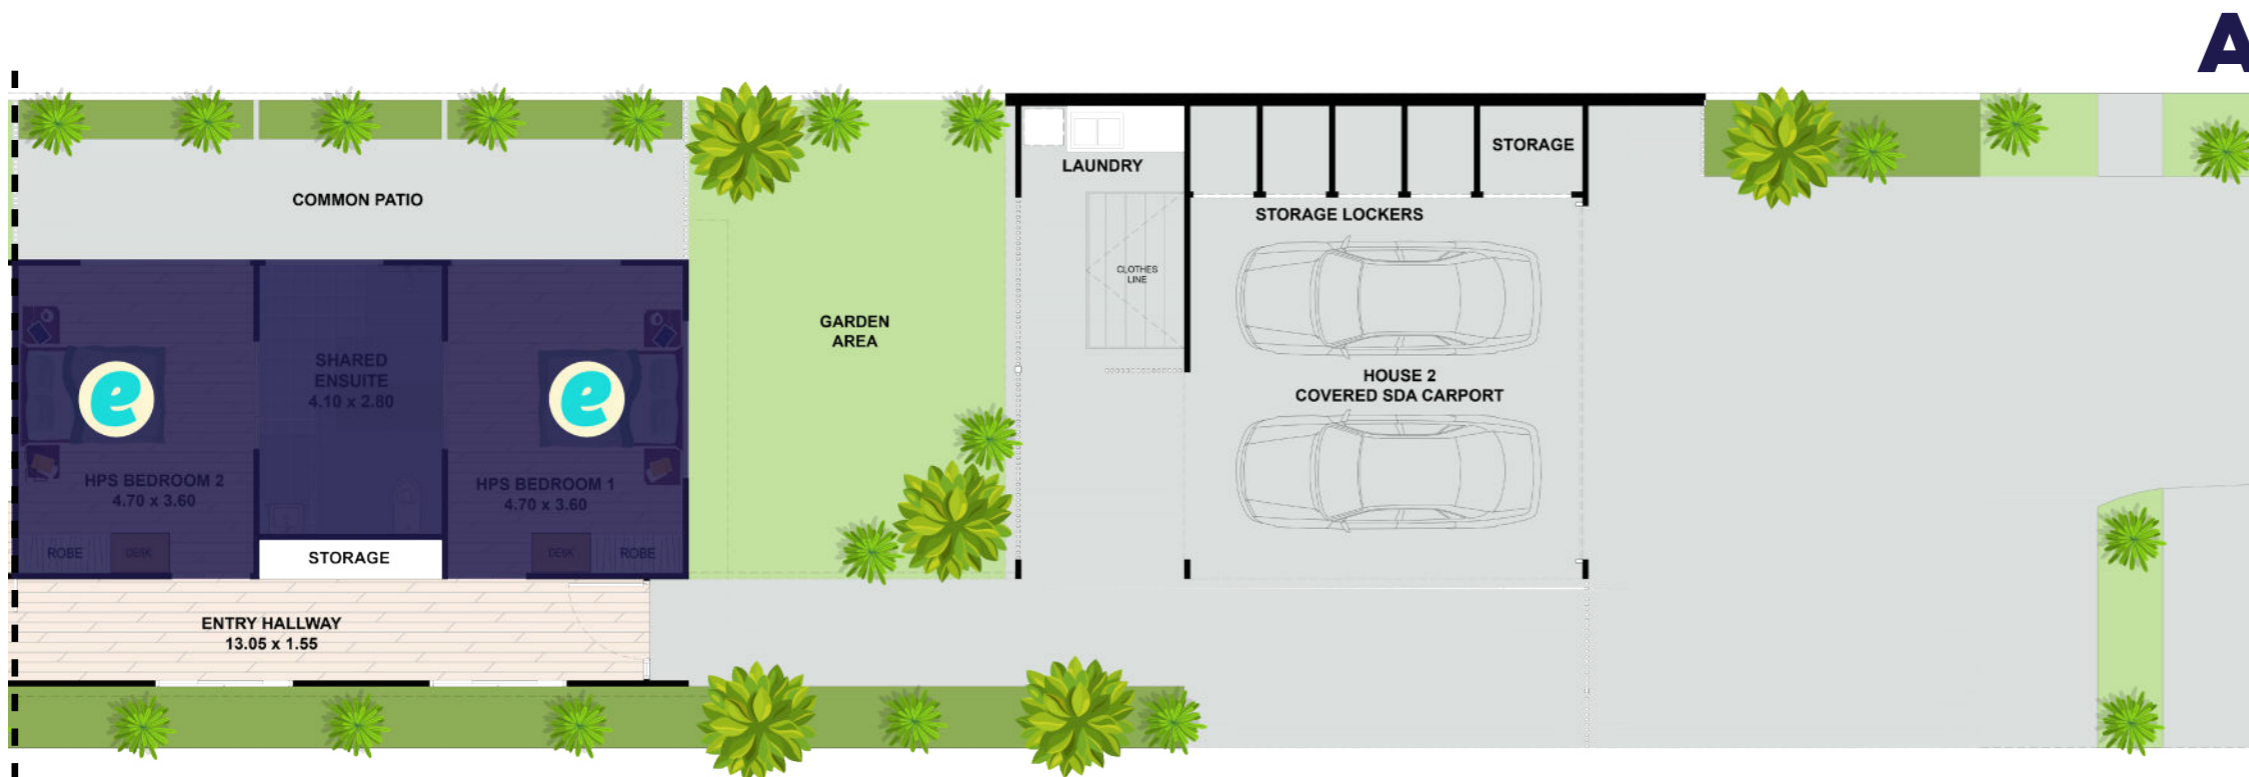 A
COMMON PATIO
LAUNDRY
STORAGE
STORAGE LOCKERS
CLOTHES
LINE
GARDEN
AREA
HOUSE 2
COVERED SDA CARPORT
SHARED
ENSUITE
4.10 x 2.80
e
e
HPS BEDROOM 2
4.70 x 3.60
HPS BEDROOM 1
4.70 x 3.60
ROBE
DESK
STORAGE
DESK
ROBE
ENTRY HALLWAY
13.05 x 1.55